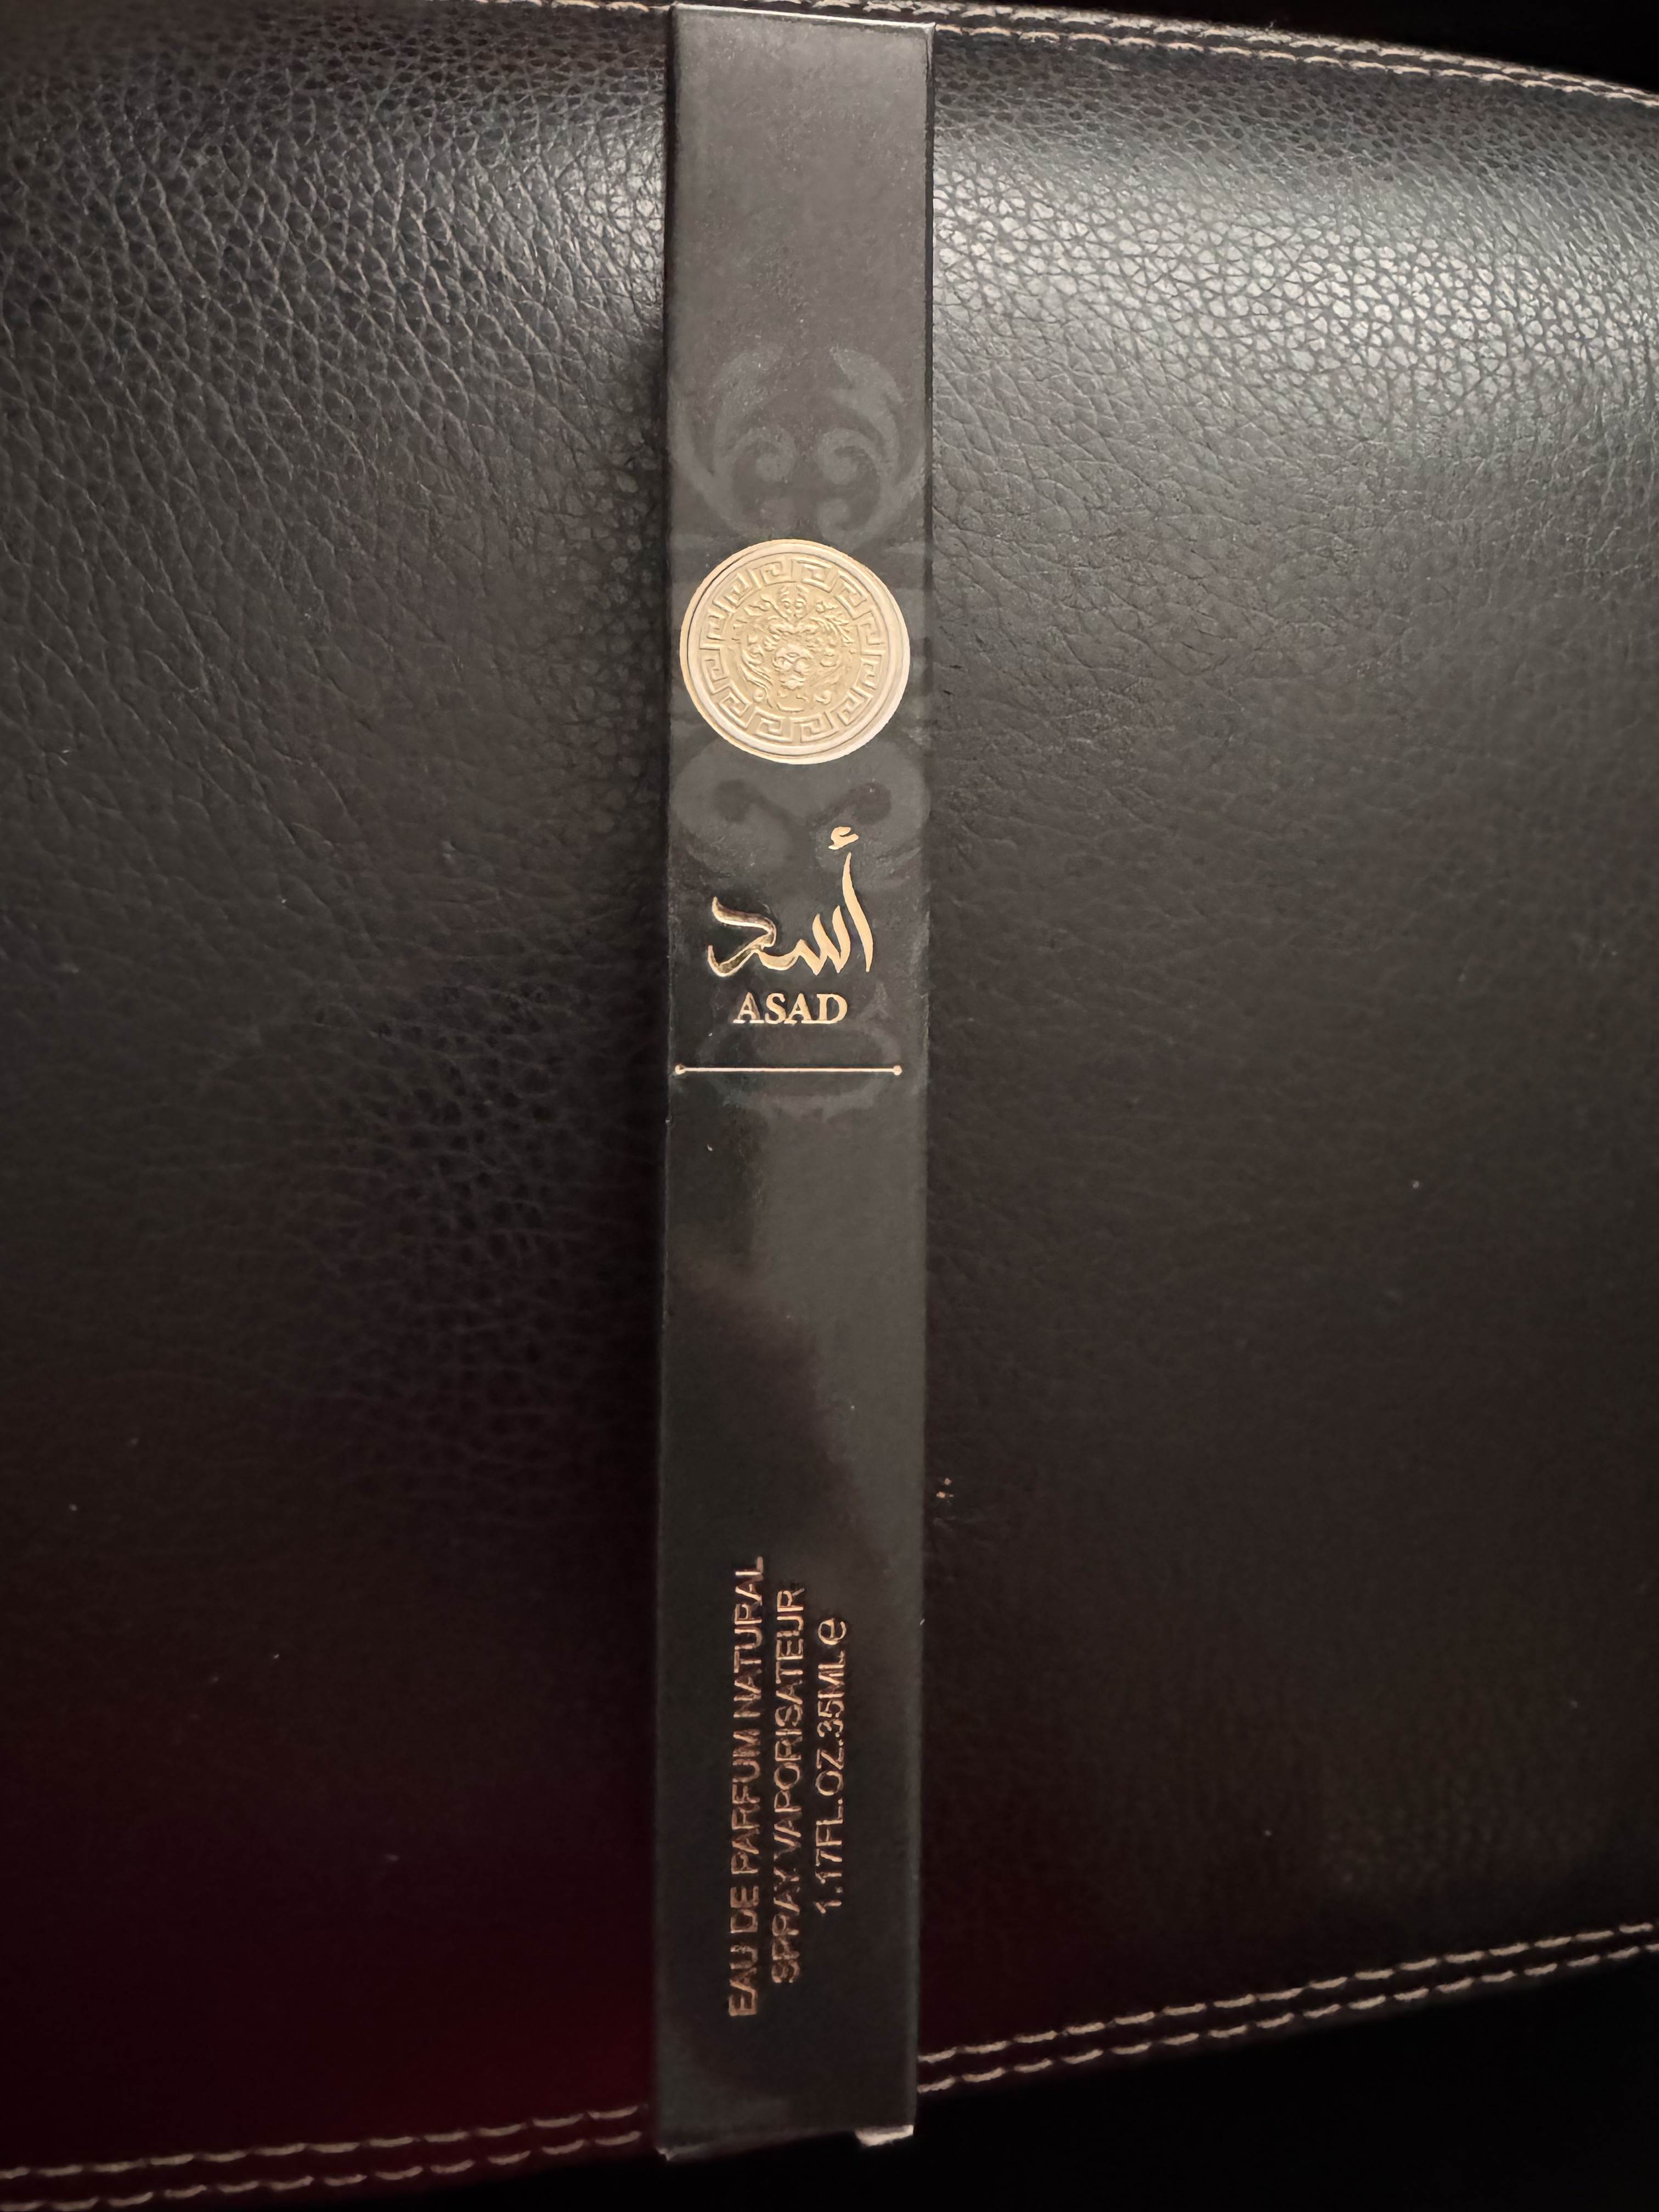 أسد
ASAD
EAU DE PARFUM NATURAL
SPRAY VAPORISATEUR
1.17FL.OZ.35ML℮